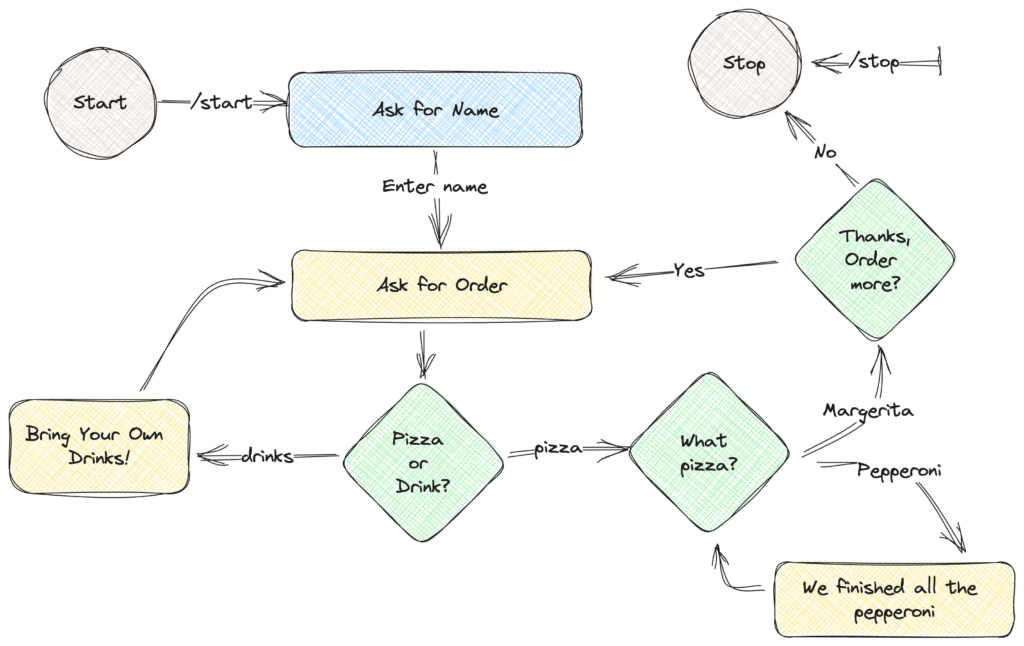 Start
/start
Ask for Name
Stop
/stop
Enter name
No
Thanks,
Order
more?
Ask for Order
Yes
Bring Your Own
Drinks!
drinks
Pizza
or
Drink?
pizza
What
pizza?
Margerita
Pepperoni
We finished all the
pepperoni